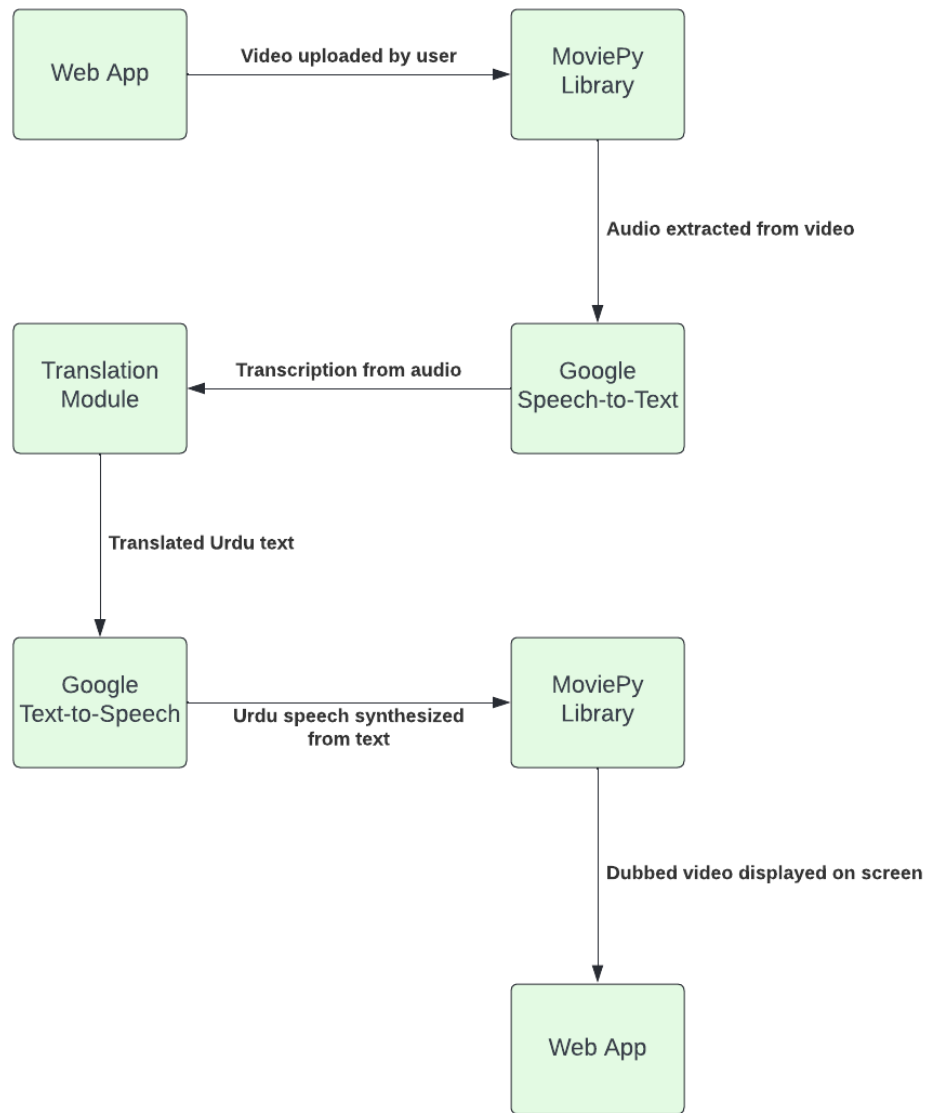 Web App
Video uploaded by user
MoviePy
Library
Audio extracted from video
Google
Speech-to-Text
Transcription from audio
Translation
Module
Translated Urdu text
Google
Text-to-Speech
Urdu speech synthesized
from text
MoviePy
Library
Dubbed video displayed on screen
Web App